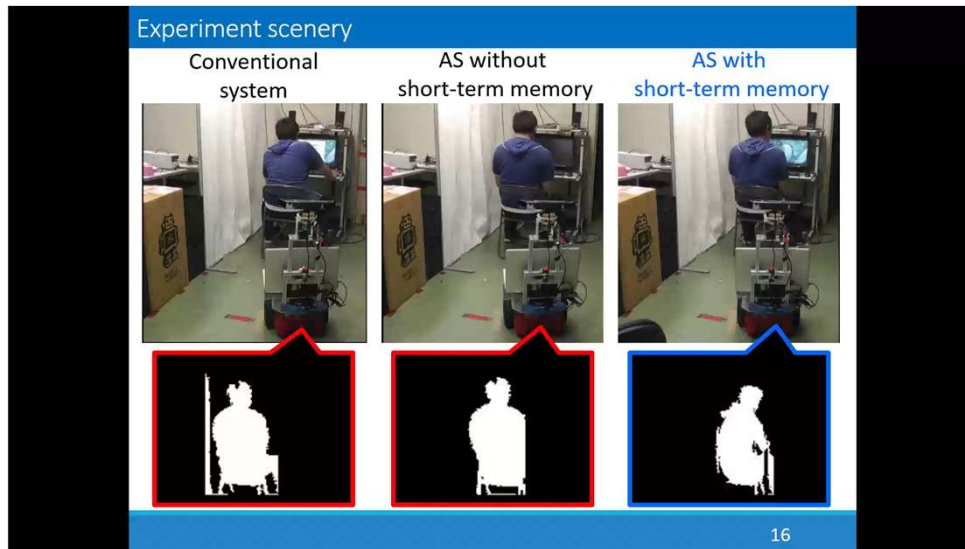 Experiment scenery
Conventional
system
AS without
short-term memory
AS with
short-term memory
16